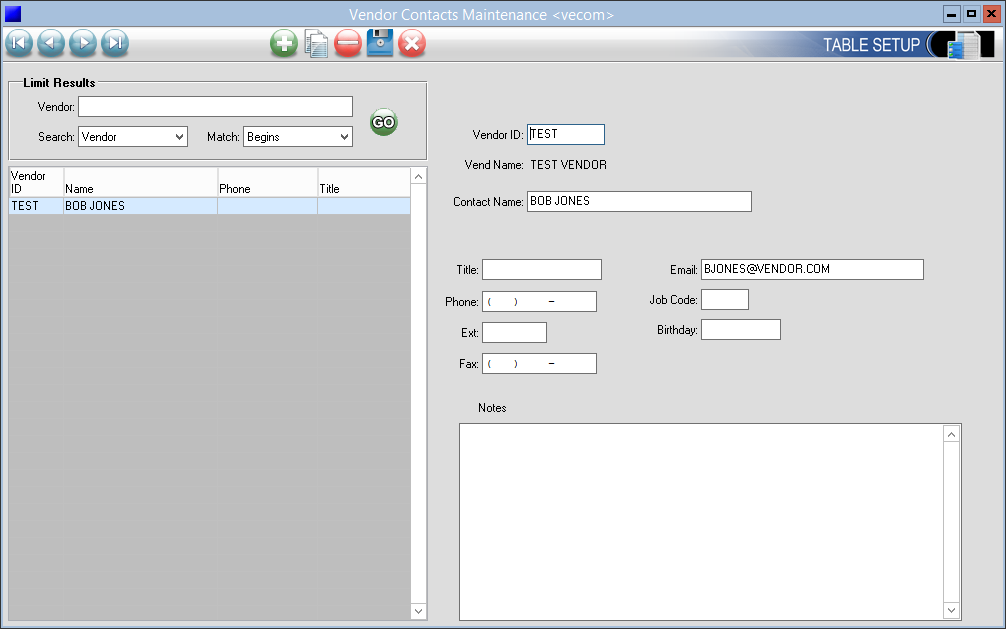 Vendor Contacts Maintenance <vecom>
TABLE SETUP
Limit Results
Vendor:
GO
Search: Vendor Match: Begins
Vendor ID Name Phone Title
TEST BOB JONES
Vendor ID: TEST
Vend Name: TEST VENDOR
Contact Name: BOB JONES
Title: Email: BJONES@VENDOR.COM
Phone: ( ) - Job Code:
Ext: Birthday:
Fax: ( ) -
Notes